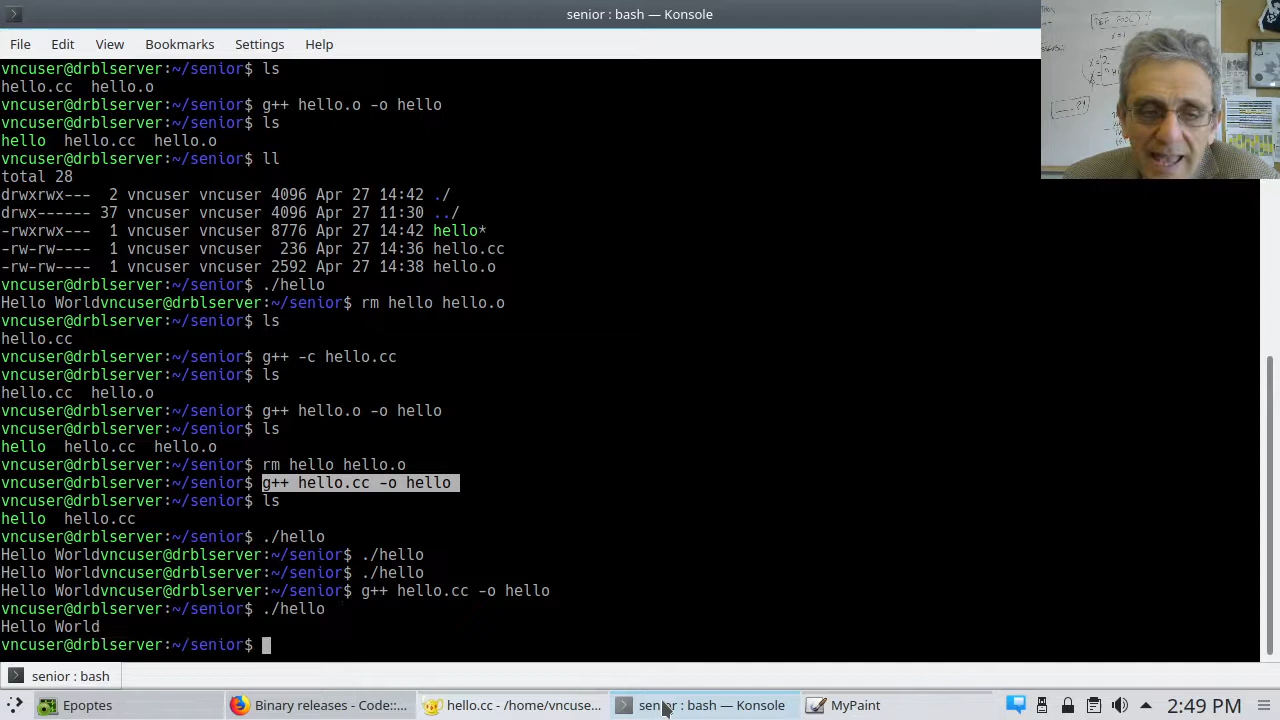 senior : bash — Konsole
File Edit View Bookmarks Settings Help
vncuser@drblserver:~/senior$ ls
hello.cc hello.o
vncuser@drblserver:~/senior$ g++ hello.o -o hello
vncuser@drblserver:~/senior$ ls
hello hello.cc hello.o
vncuser@drblserver:~/senior$ ll
total 28
drwxrwx--- 2 vncuser vncuser 4096 Apr 27 14:42 ./
drwx------ 37 vncuser vncuser 4096 Apr 27 11:30 ../
-rwxrwx--- 1 vncuser vncuser 8776 Apr 27 14:42 hello*
-rw-rw---- 1 vncuser vncuser 236 Apr 27 14:36 hello.cc
-rw-rw---- 1 vncuser vncuser 2592 Apr 27 14:38 hello.o
vncuser@drblserver:~/senior$ ./hello
Hello Worldvncuser@drblserver:~/senior$ rm hello hello.o
vncuser@drblserver:~/senior$ ls
hello.cc
vncuser@drblserver:~/senior$ g++ -c hello.cc
vncuser@drblserver:~/senior$ ls
hello.cc hello.o
vncuser@drblserver:~/senior$ g++ hello.o -o hello
vncuser@drblserver:~/senior$ ls
hello hello.cc hello.o
vncuser@drblserver:~/senior$ rm hello hello.o
vncuser@drblserver:~/senior$ g++ hello.cc -o hello
vncuser@drblserver:~/senior$ ls
hello hello.cc
vncuser@drblserver:~/senior$ ./hello
Hello Worldvncuser@drblserver:~/senior$ ./hello
Hello Worldvncuser@drblserver:~/senior$ ./hello
Hello Worldvncuser@drblserver:~/senior$ g++ hello.cc -o hello
vncuser@drblserver:~/senior$ ./hello
Hello World
vncuser@drblserver:~/senior$
senior : bash
Epoptes Binary releases - Code::... hello.cc - /home/vncuse... senior : bash — Konsole MyPaint 2:49 PM